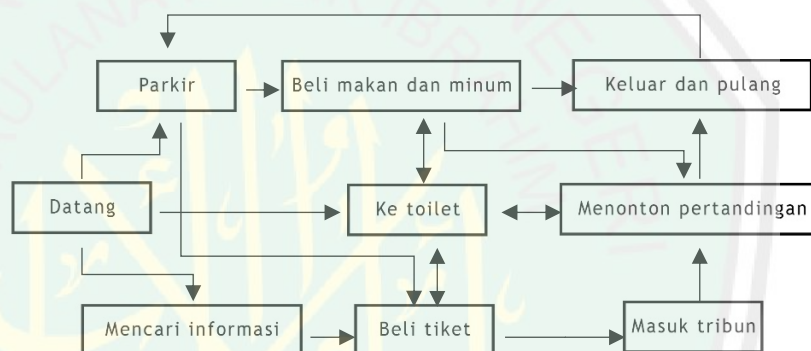 Parkir
Beli makan dan minum
Keluar dan pulang
Datang
Ke toilet
Menonton pertandingan
Mencari informasi
Beli tiket
Masuk tribun